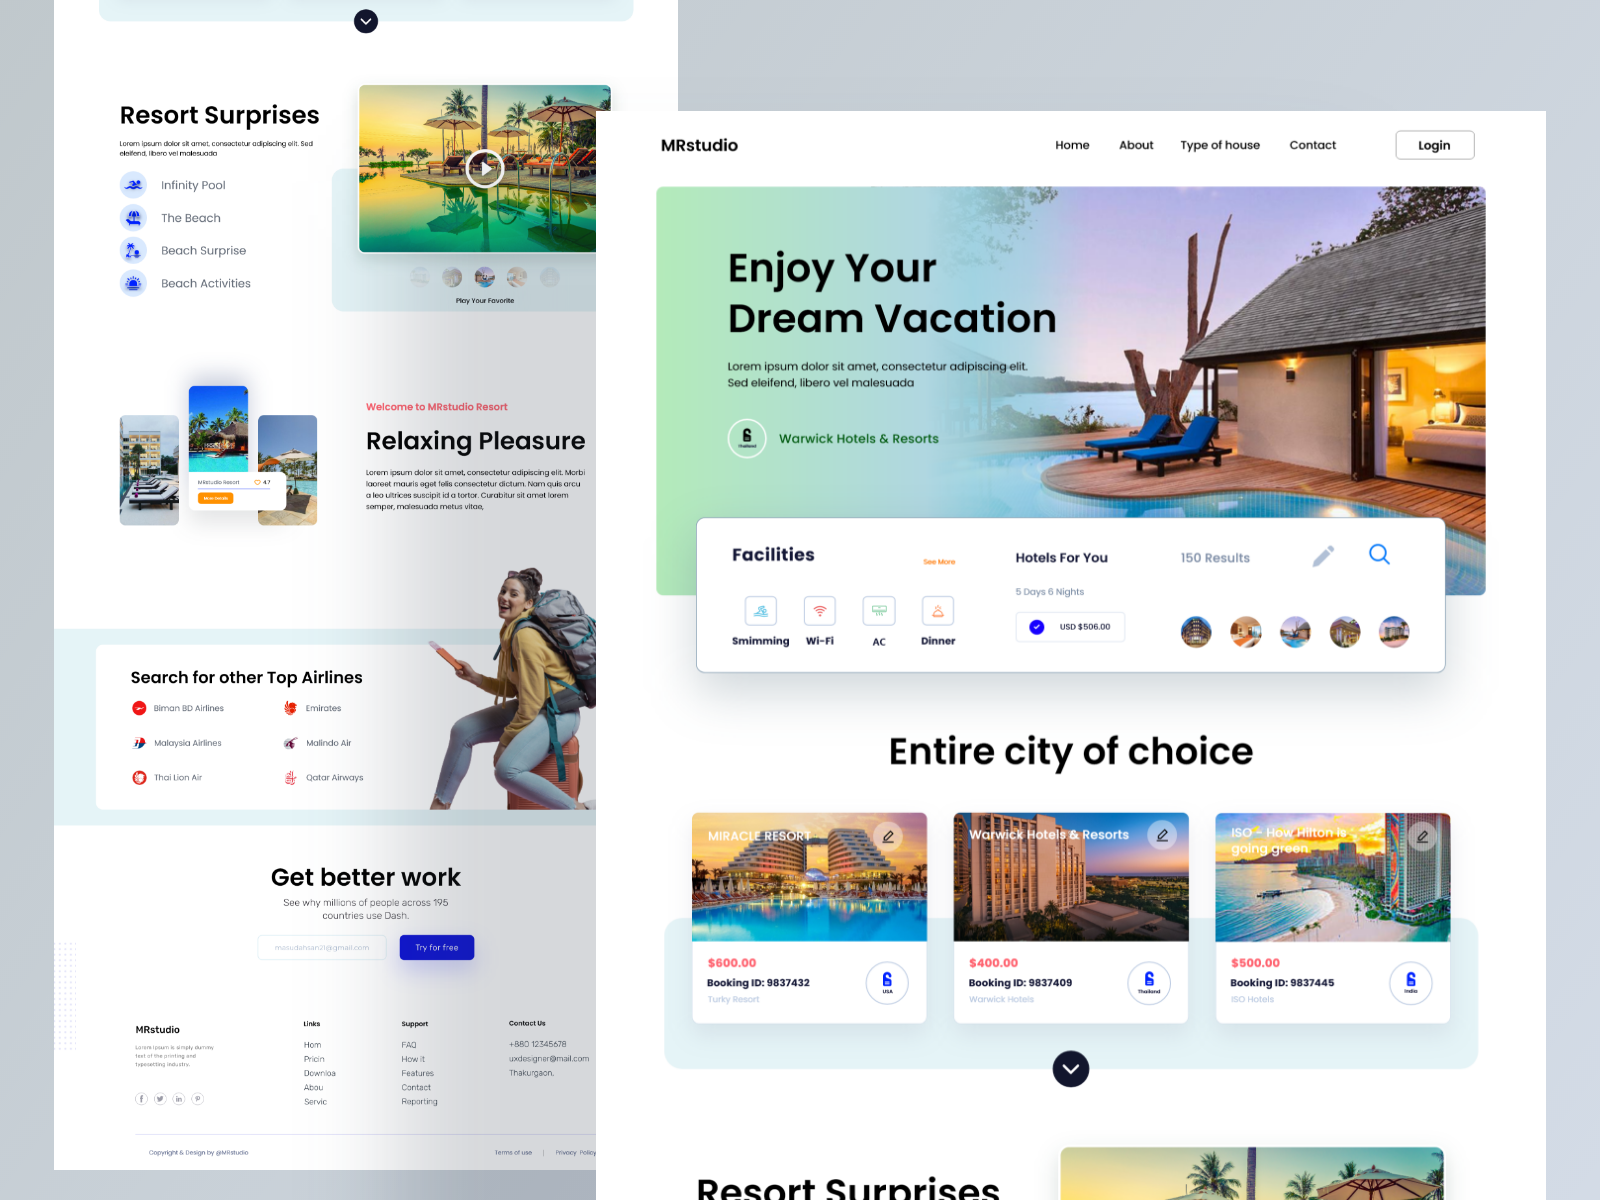 Resort Surprises
Lorem ipsum dolor sit amet, consectetur adipiscing elit. Sed
eleifend, libero vel malesuada
Infinity Pool
The Beach
Beach Surprise
Beach Activities
Play Your Favorite
MRstudio Resort
4.7
Welcome to MRstudio Resort
Relaxing Pleasure
Lorem ipsum dolor sit amet, consectetur adipiscing elit. Morbi
laoreet mauris eget felis consectetur dictum. Nam quis arcu
a leo ultrices suscipit id a tortor. Curabitur sit amet lorem
semper, malesuada metus vitae,
Search for other Top Airlines
Biman BD Airlines
Emirates
Malaysia Airlines
Malindo Air
Thai Lion Air
Qatar Airways
Get better work
See why millions of people across 195
countries use Dash.
masudahsan21@gmail.com
Try for free
MRstudio
Lorem Ipsum is simply dummy
text of the printing and
typesetting industry.
Links
Hom
Pricin
Downloa
Abou
Servic
Support
FAQ
How it
Features
Contact
Reporting
Contact Us
+880 12345678
uxdesigner@mail.com
Thakurgaon.
Copyright & Design by @MRstudio
Terms of use | Privacy Policy
MRstudio
Home
About
Type of house
Contact
Login
Enjoy Your
Dream Vacation
Lorem ipsum dolor sit amet, consectetur adipiscing elit.
Sed eleifend, libero vel malesuada
Thailand
Warwick Hotels & Resorts
Facilities
See More
Smimming
Wi-Fi
AC
Dinner
Hotels For You
5 Days 6 Nights
USD $506.00
150 Results
Entire city of choice
MIRACLE RESORT
$600.00
Booking ID: 9837432
Turky Resort
USA
Warwick Hotels & Resorts
$400.00
Booking ID: 9837409
Warwick Hotels
Thailand
ISO - How Hilton is
going green
$500.00
Booking ID: 9837445
ISO Hotels
India
Resort Surprises